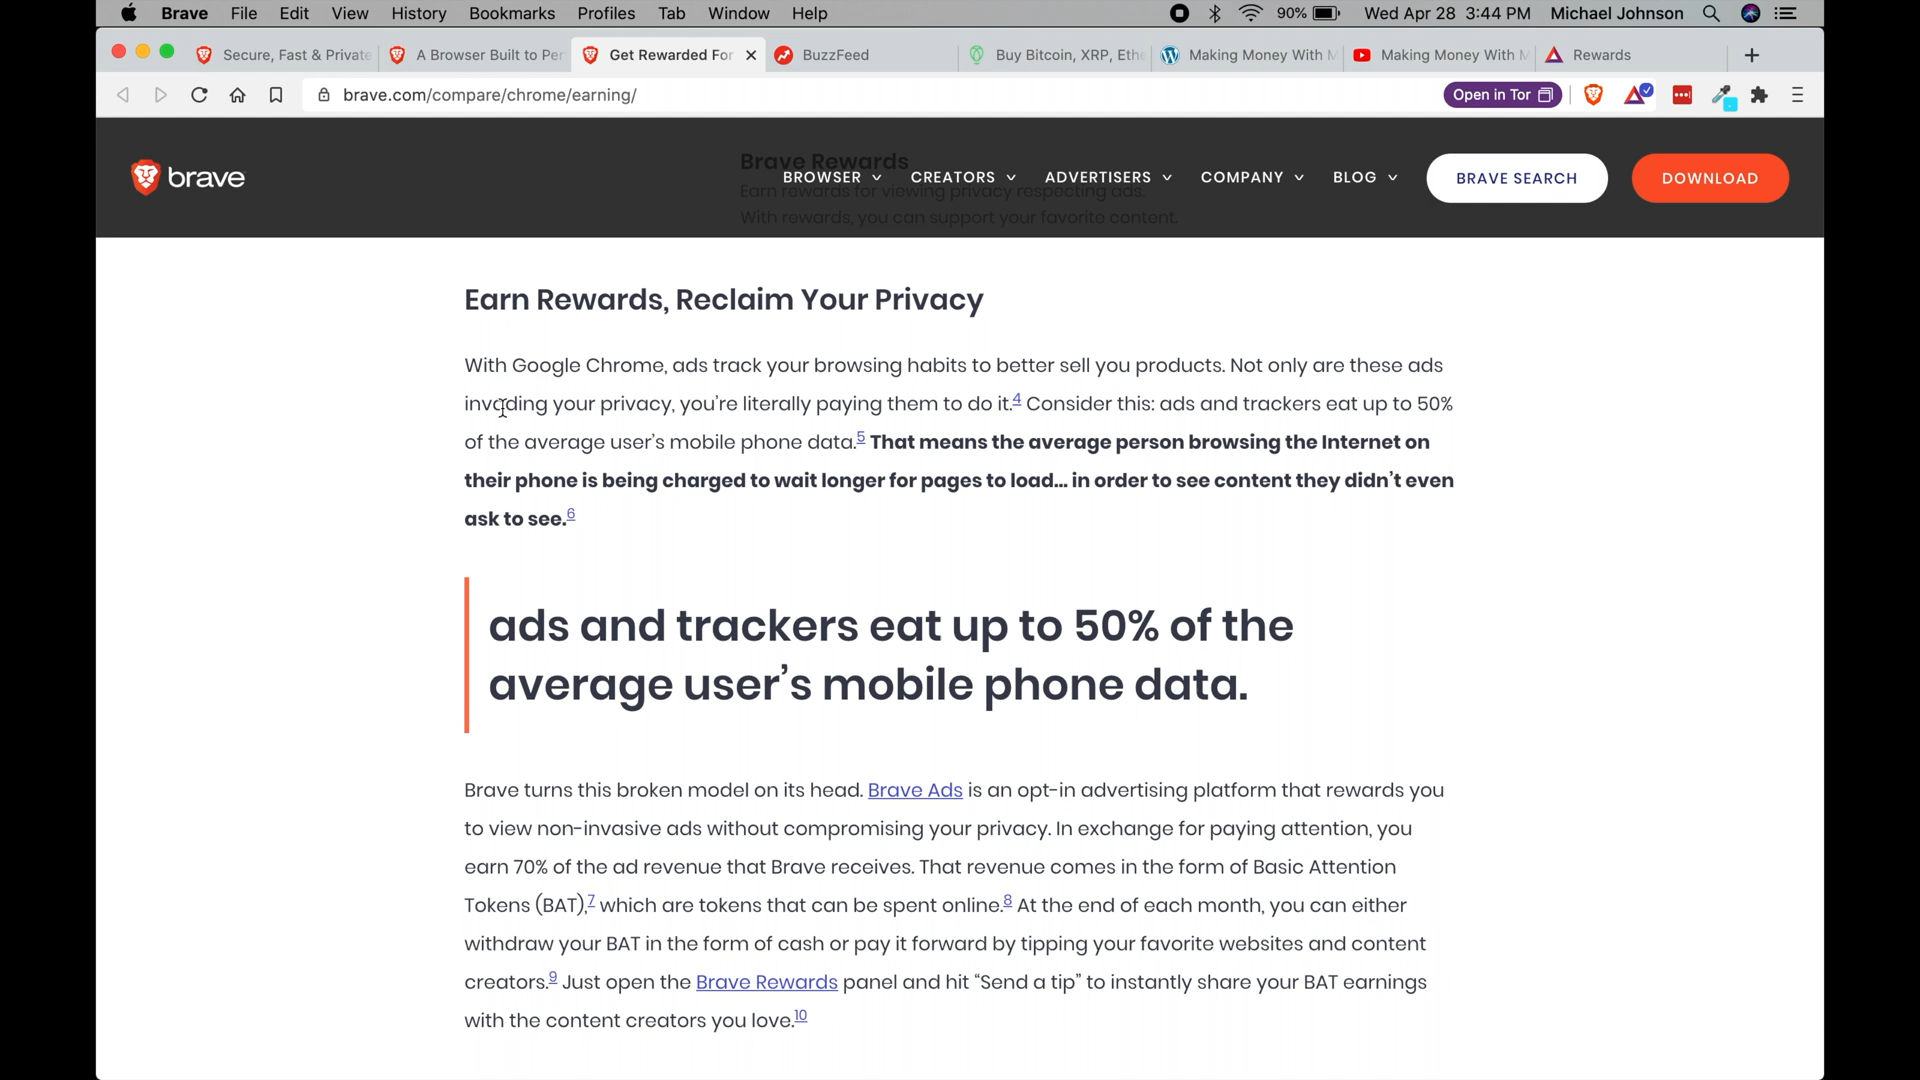 Brave File Edit View History Bookmarks Profiles Tab Window Help 90% Wed Apr 28 3:44 PM Michael Johnson
Secure, Fast & Private A Browser Built to Per Get Rewarded For BuzzFeed Buy Bitcoin, XRP, Ethe Making Money With M Making Money With M Rewards
brave.com/compare/chrome/earning/ Open in Tor
Brave Rewards
brave BROWSER CREATORS ADVERTISERS COMPANY BLOG BRAVE SEARCH DOWNLOAD
Earn rewards for viewing privacy respecting ads.
With rewards, you can support your favorite content.
Earn Rewards, Reclaim Your Privacy
With Google Chrome, ads track your browsing habits to better sell you products. Not only are these ads
invading your privacy, you're literally paying them to do it.4 Consider this: ads and trackers eat up to 50%
of the average user's mobile phone data.5 That means the average person browsing the Internet on
their phone is being charged to wait longer for pages to load... in order to see content they didn't even
ask to see.6
ads and trackers eat up to 50% of the
average user's mobile phone data.
Brave turns this broken model on its head. Brave Ads is an opt-in advertising platform that rewards you
to view non-invasive ads without compromising your privacy. In exchange for paying attention, you
earn 70% of the ad revenue that Brave receives. That revenue comes in the form of Basic Attention
Tokens (BAT),7 which are tokens that can be spent online.8 At the end of each month, you can either
withdraw your BAT in the form of cash or pay it forward by tipping your favorite websites and content
creators.9 Just open the Brave Rewards panel and hit “Send a tip” to instantly share your BAT earnings
with the content creators you love.10